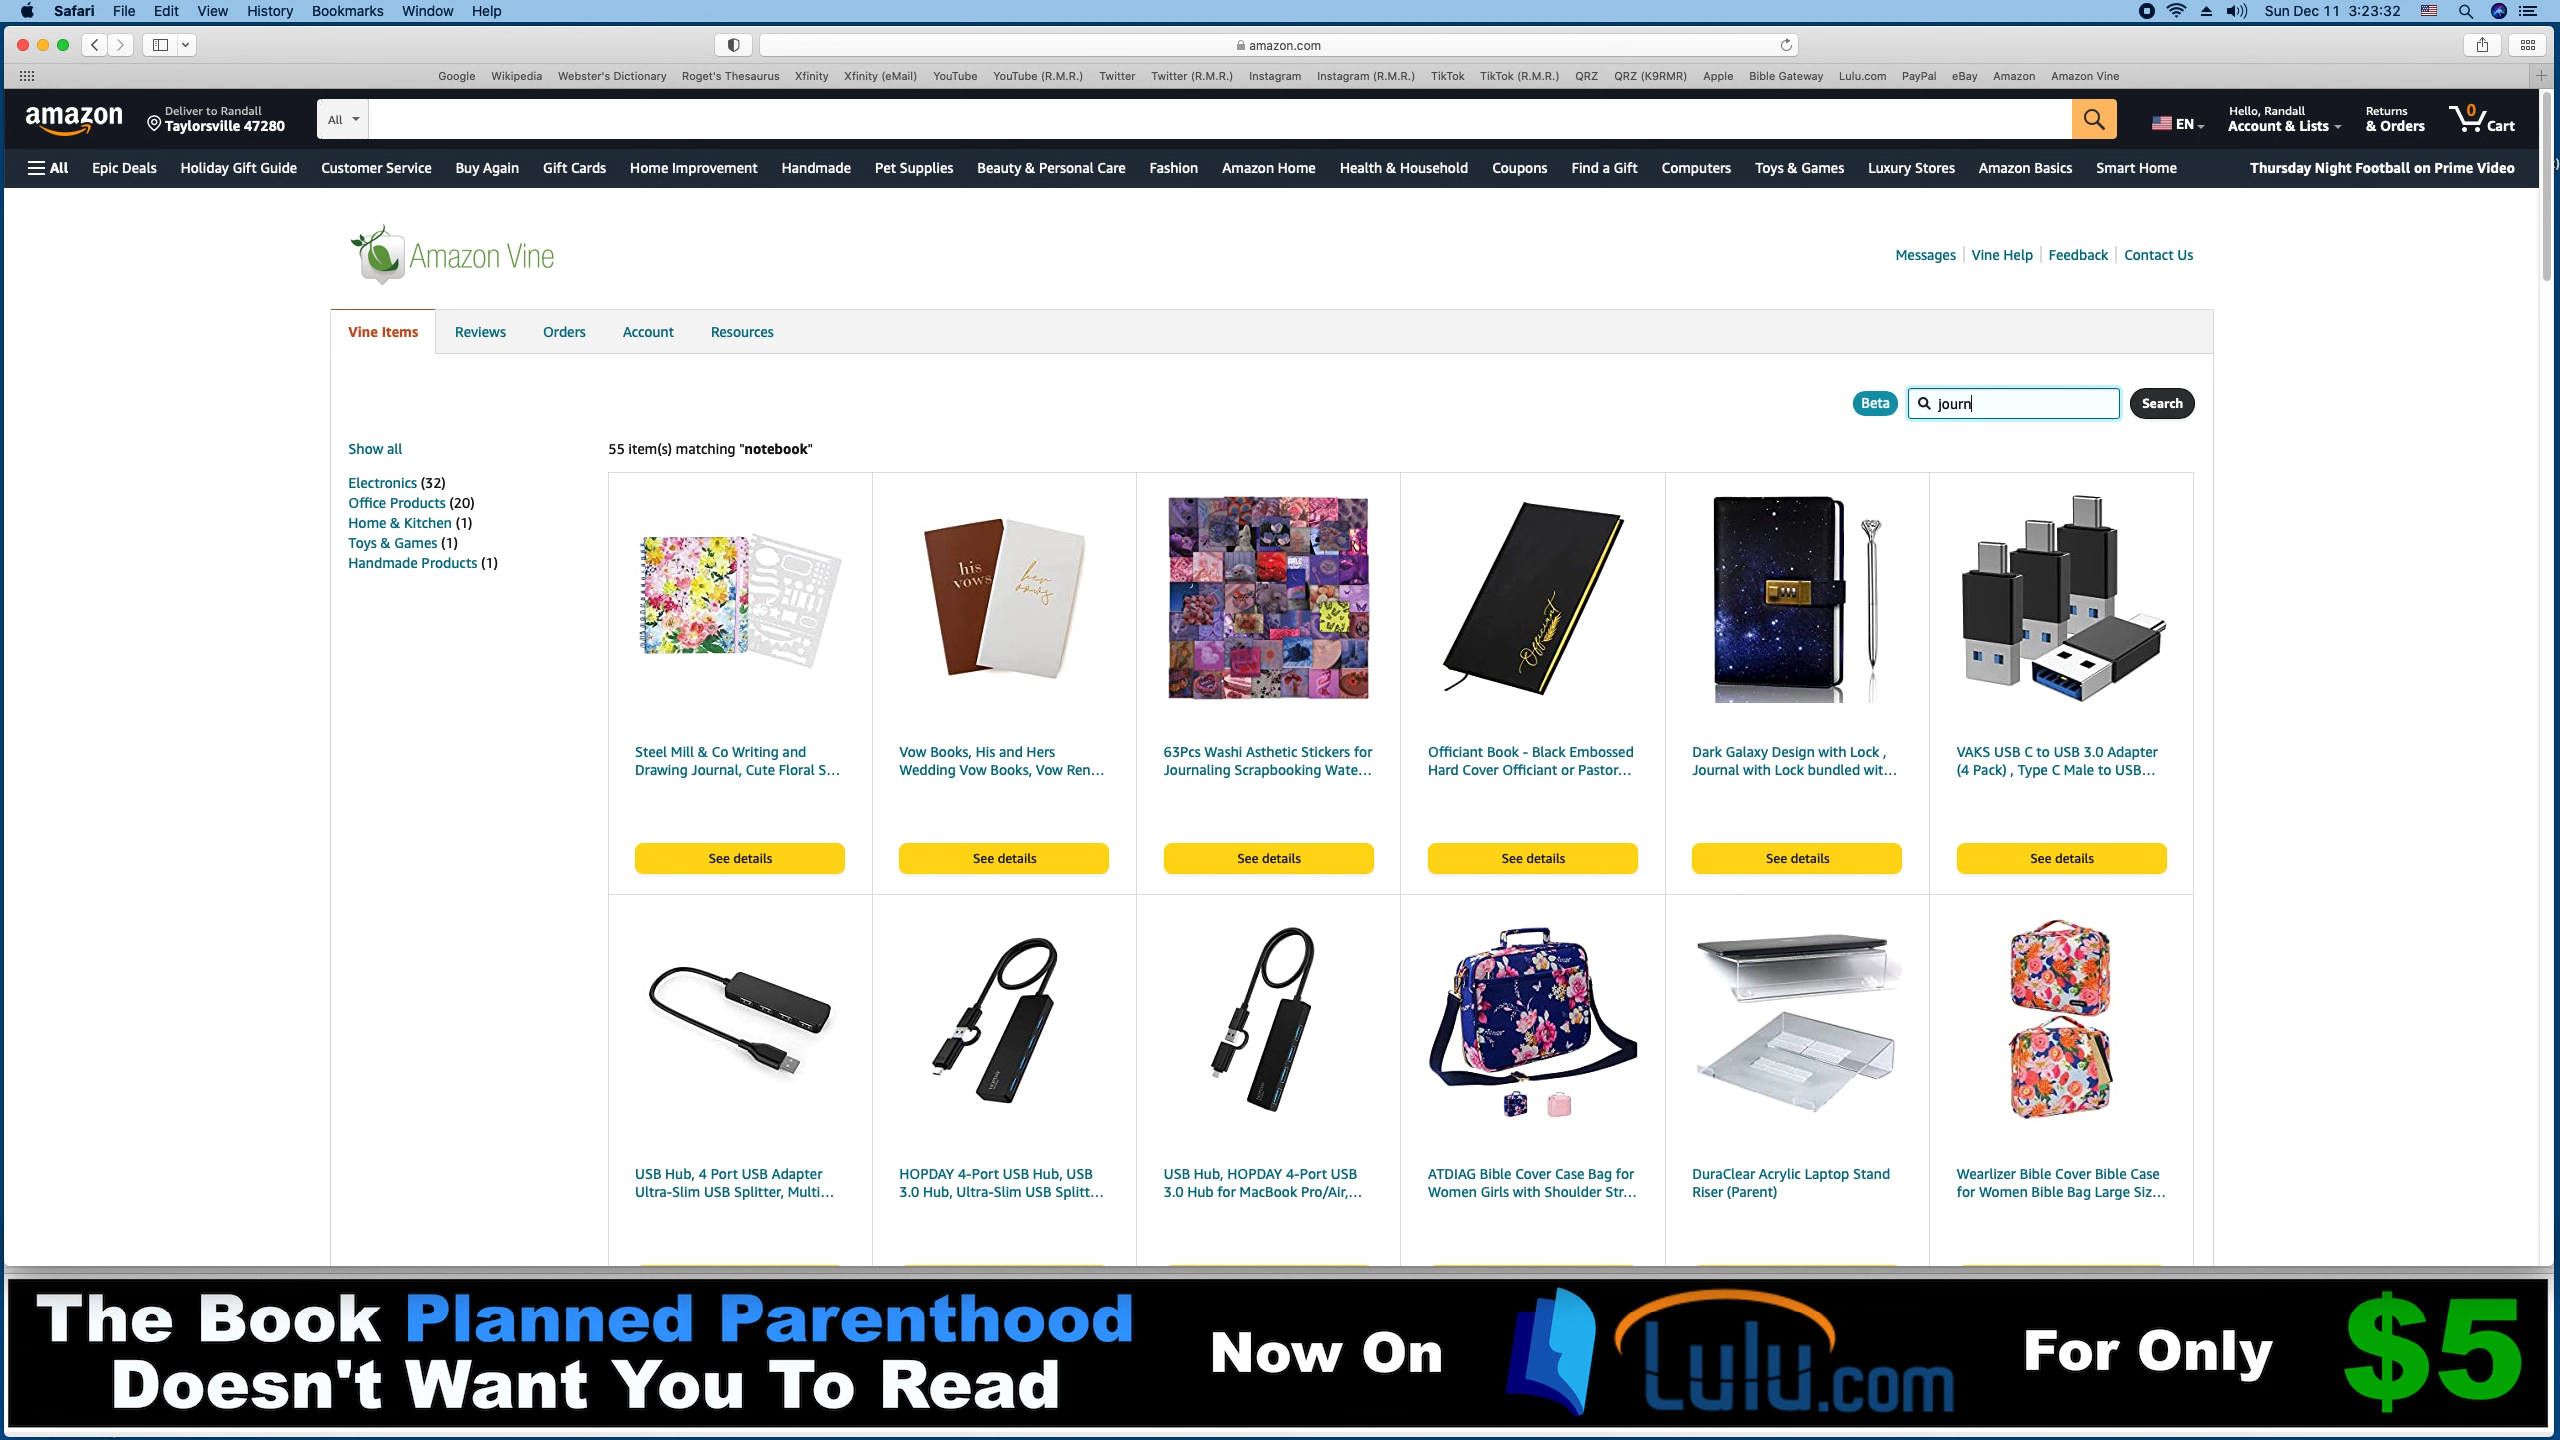 Safari File Edit View History Bookmarks Window Help Sun Dec 11 3:23:32
amazon.com
Google Wikipedia Webster's Dictionary Roget's Thesaurus Xfinity Xfinity (eMail) YouTube YouTube (R.M.R.) Twitter Twitter (R.M.R.) Instagram Instagram (R.M.R.) TikTok TikTok (R.M.R.) QRZ QRZ (K9RMR) Apple Bible Gateway Lulu.com PayPal eBay Amazon Amazon Vine
amazon
Deliver to Randall
Taylorsville 47280
All
EN
Hello, Randall
Account & Lists
Returns
& Orders
0
Cart
All Epic Deals Holiday Gift Guide Customer Service Buy Again Gift Cards Home Improvement Handmade Pet Supplies Beauty & Personal Care Fashion Amazon Home Health & Household Coupons Find a Gift Computers Toys & Games Luxury Stores Amazon Basics Smart Home Thursday Night Football on Prime Video
Amazon Vine
Messages Vine Help Feedback Contact Us
Vine Items Reviews Orders Account Resources
Beta journ Search
Show all
Electronics (32)
Office Products (20)
Home & Kitchen (1)
Toys & Games (1)
Handmade Products (1)
55 item(s) matching "notebook"
his
vows
her
vows
Officiant
Steel Mill & Co Writing and
Drawing Journal, Cute Floral S...
Vow Books, His and Hers
Wedding Vow Books, Vow Ren...
63Pcs Washi Asthetic Stickers for
Journaling Scrapbooking Wate...
Officiant Book - Black Embossed
Hard Cover Officiant or Pastor...
Dark Galaxy Design with Lock ,
Journal with Lock bundled wit...
VAKS USB C to USB 3.0 Adapter
(4 Pack) , Type C Male to USB...
See details See details See details See details See details See details
USB Hub, 4 Port USB Adapter
Ultra-Slim USB Splitter, Multi...
HOPDAY 4-Port USB Hub, USB
3.0 Hub, Ultra-Slim USB Splitt...
USB Hub, HOPDAY 4-Port USB
3.0 Hub for MacBook Pro/Air,...
ATDIAG Bible Cover Case Bag for
Women Girls with Shoulder Str...
DuraClear Acrylic Laptop Stand
Riser (Parent)
Wearlizer Bible Cover Bible Case
for Women Bible Bag Large Siz...
The Book Planned Parenthood
Doesn't Want You To Read
Now On
Lulu.com
For Only
$5